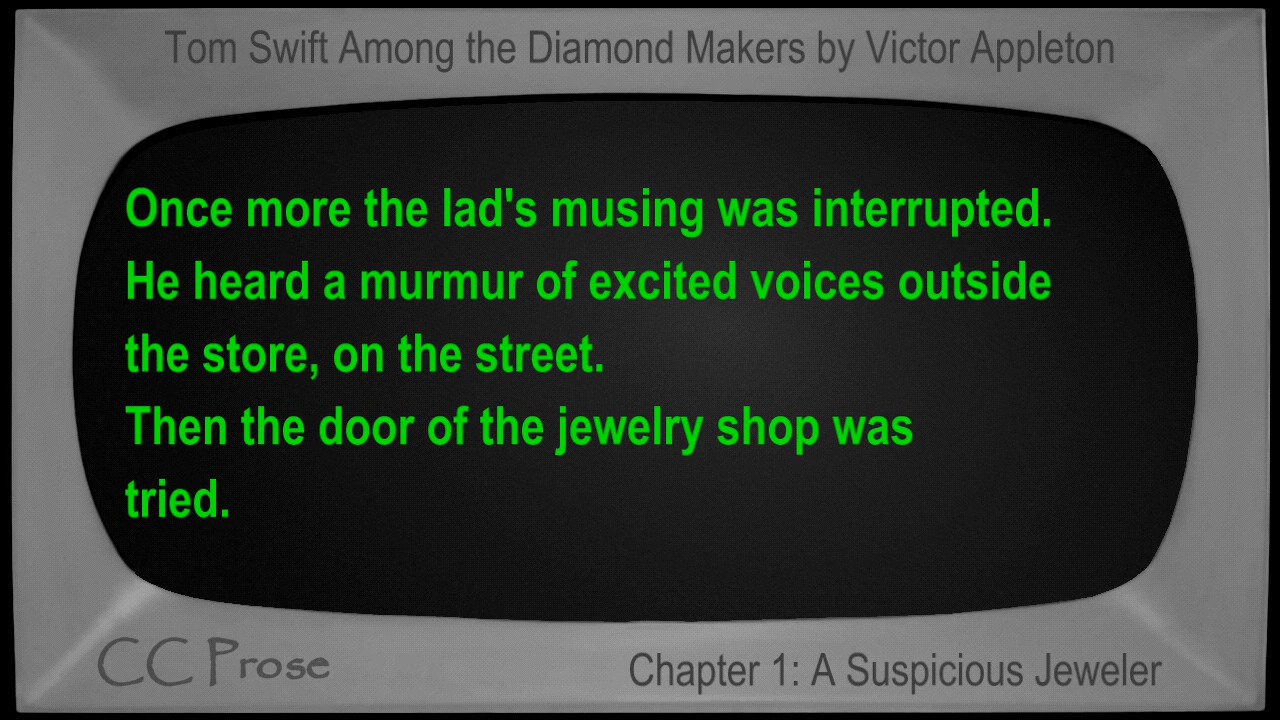 Tom Swift Among the Diamond Makers by Victor Appleton
Once more the lad's musing was interrupted.
He heard a murmur of excited voices outside
the store, on the street.
Then the door of the jewelry shop was
tried.
CC Prose
Chapter 1: A Suspicious Jeweler